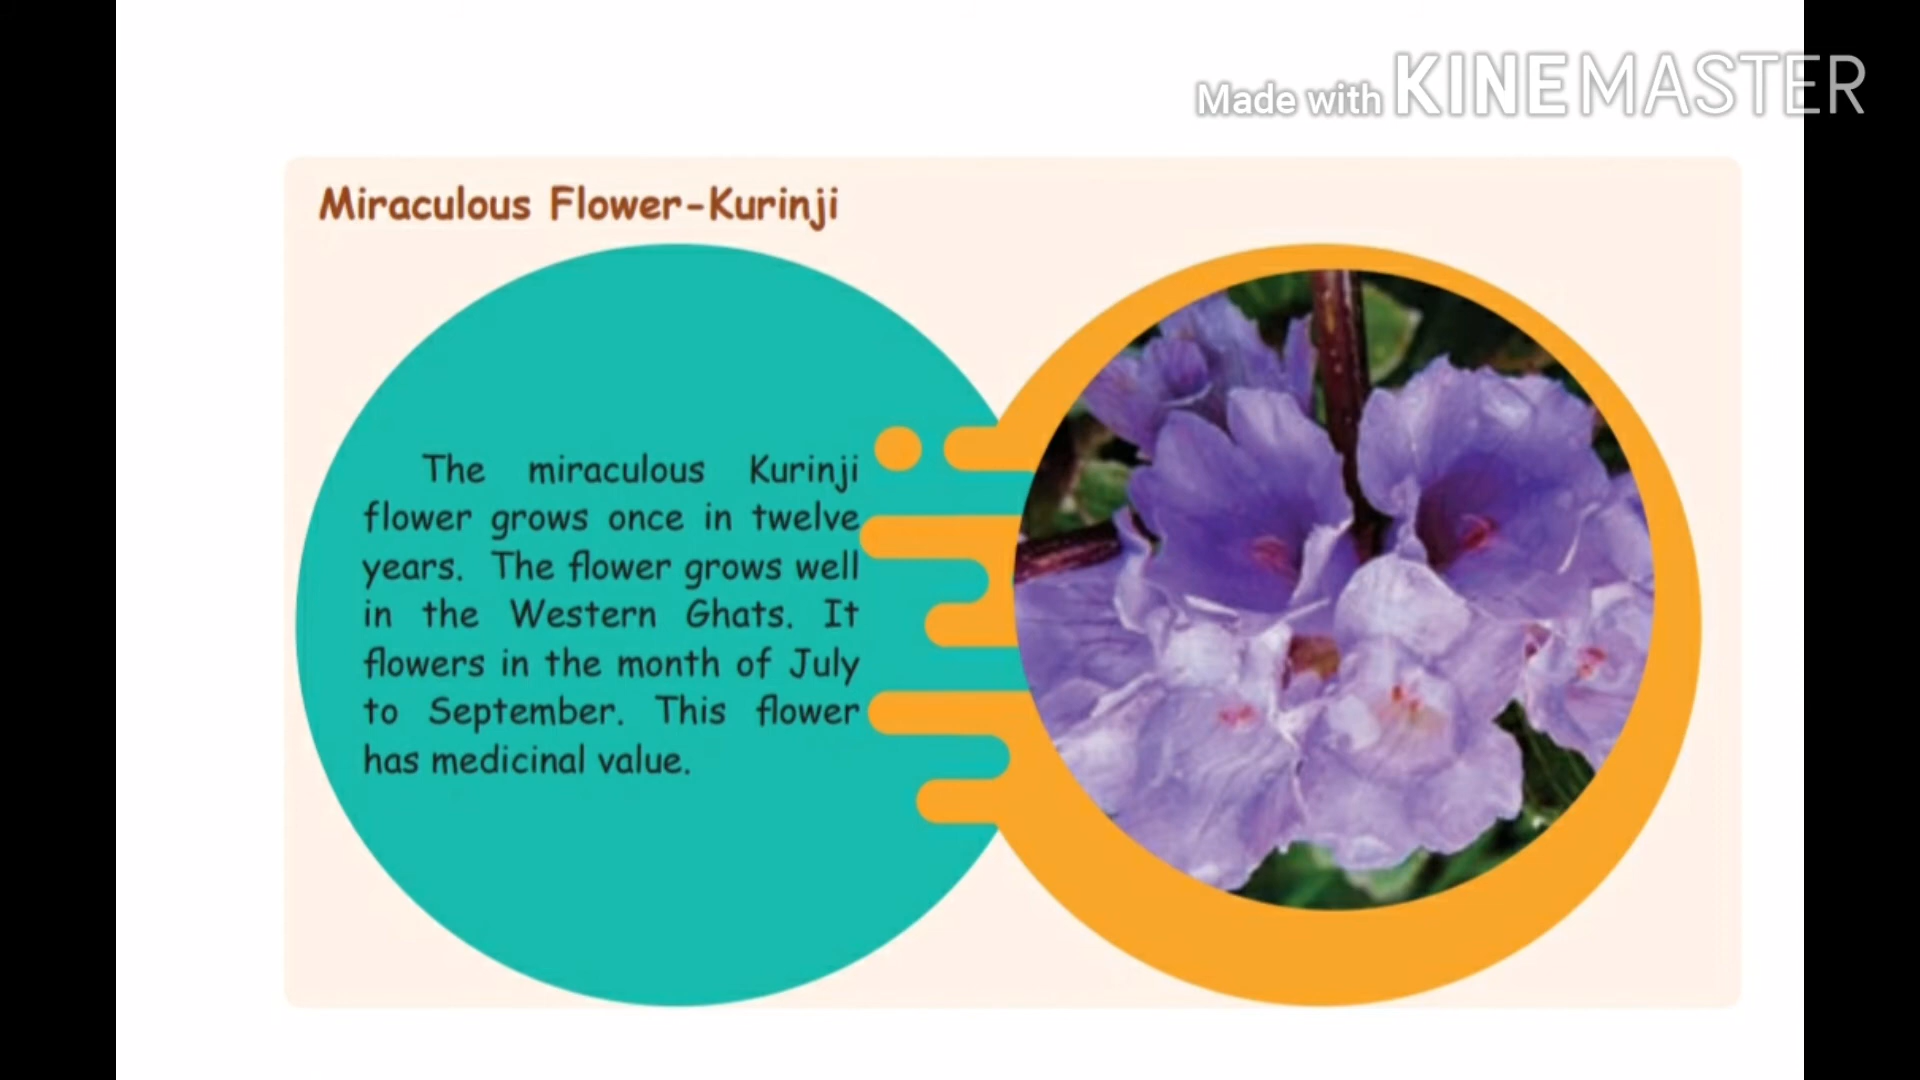 Made with KINEMASTER
Miraculous Flower-Kurinji
The miraculous Kurinji
flower grows once in twelve
years. The flower grows well
in the Western Ghats. It
flowers in the month of July
to September. This flower
has medicinal value.